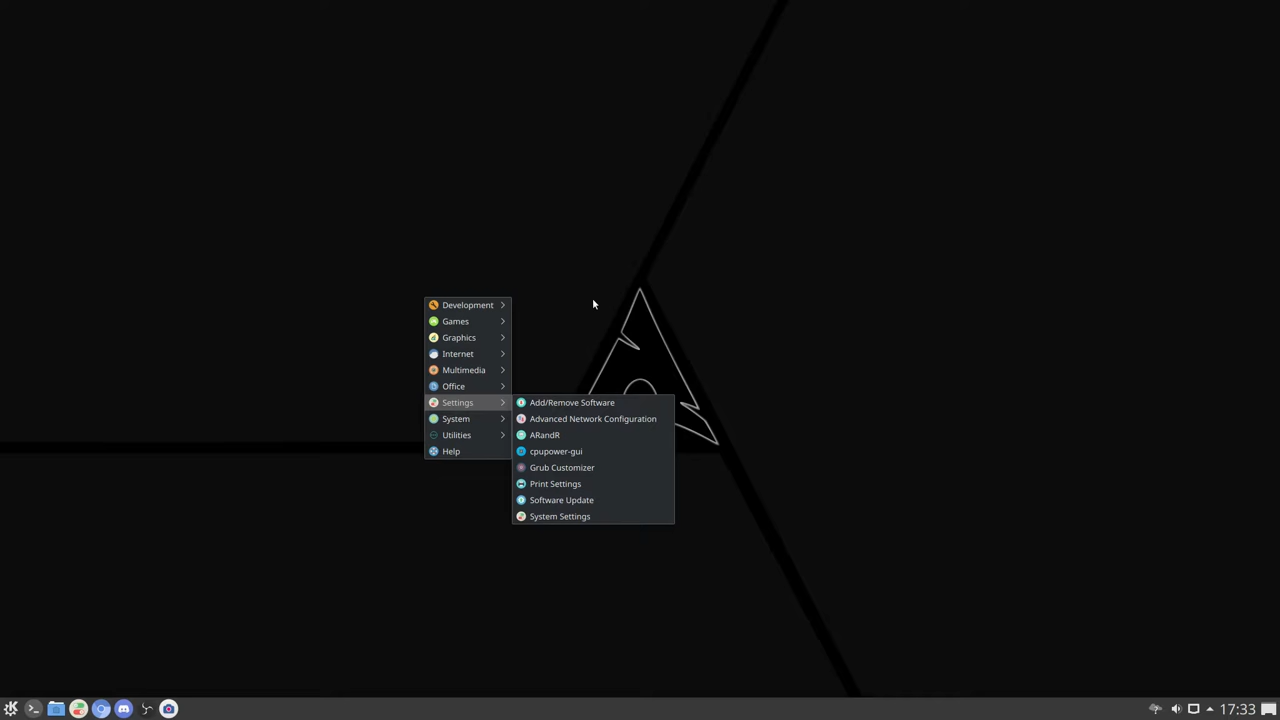 Development
Games
Graphics
Internet
Multimedia
Office
Settings
System
Utilities
Help
Add/Remove Software
Advanced Network Configuration
ARandR
cpupower-gui
Grub Customizer
Print Settings
Software Update
System Settings
17:33